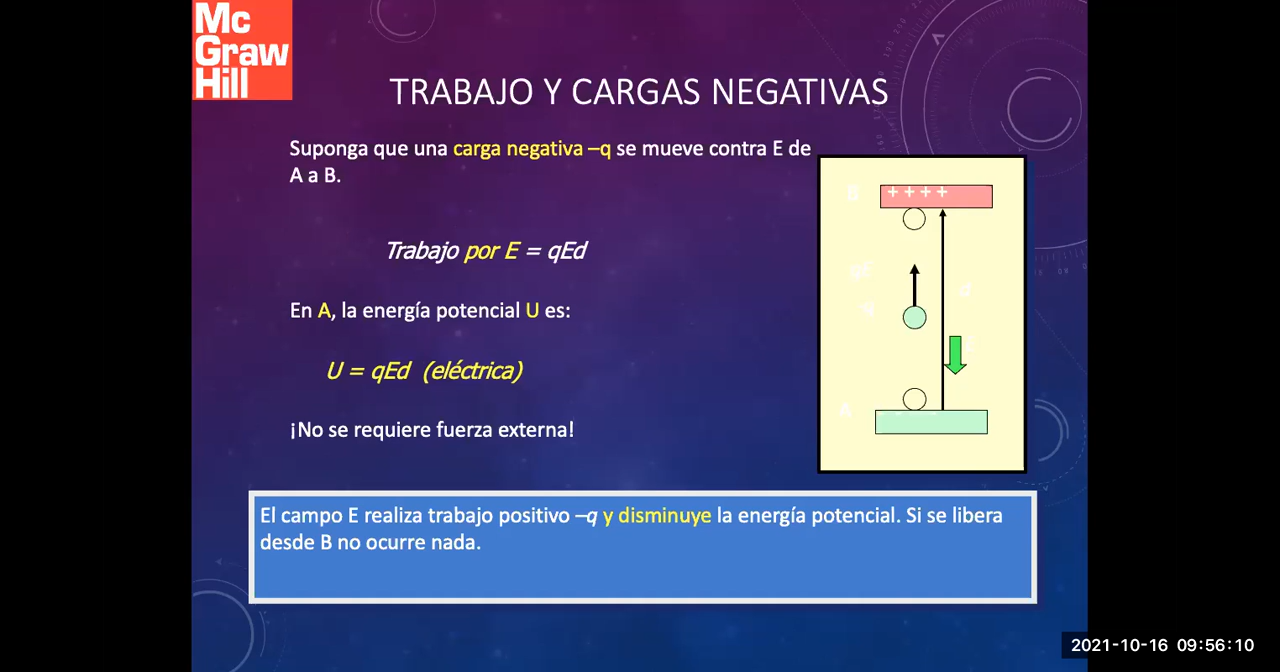 Mc
Graw
Hill
TRABAJO Y CARGAS NEGATIVAS
Suponga que una carga negativa –q se mueve contra E de
A a B.
Trabajo por E = qEd
En A, la energía potencial U es:
U = qEd (eléctrica)
¡No se requiere fuerza externa!
B
+ + + +
qE
d
A
El campo E realiza trabajo positivo –q y disminuye la energía potencial. Si se libera
desde B no ocurre nada.
2021-10-16 09:56:10